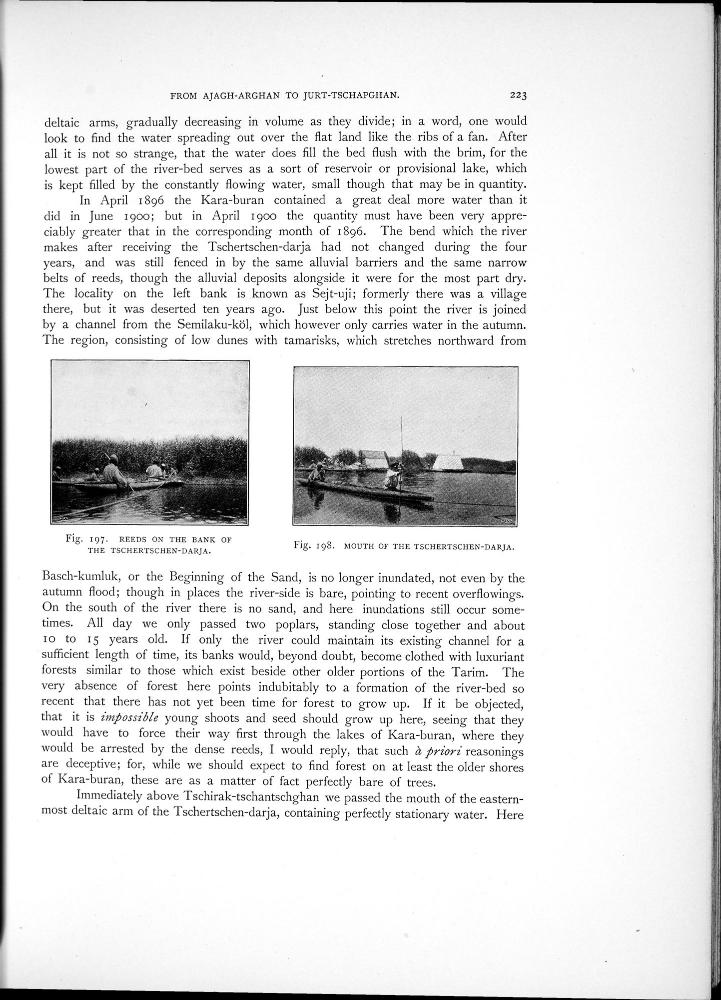 FROM AJAGH-ARGHAN TO JURT-TSCHAPGHAN. 223
deltaic arms, gradually decreasing in volume as they divide; in a word, one would
look to find the water spreading out over the flat land like the ribs of a fan. After
all it is not so strange, that the water does fill the bed flush with the brim, for the
lowest part of the river-bed serves as a sort of reservoir or provisional lake, which
is kept filled by the constantly flowing water, small though that may be in quantity.
In April 1896 the Kara-buran contained a great deal more water than it
did in June 1900; but in April 1900 the quantity must have been very appre-
ciably greater that in the corresponding month of 1896. The bend which the river
makes after receiving the Tschertschen-darja had not changed during the four
years, and was still fenced in by the same alluvial barriers and the same narrow
belts of reeds, though the alluvial deposits alongside it were for the most part dry.
The locality on the left bank is known as Sejt-uji; formerly there was a village
there, but it was deserted ten years ago. Just below this point the river is joined
by a channel from the Semilaku-köl, which however only carries water in the autumn.
The region, consisting of low dunes with tamarisks, which stretches northward from
Fig. 197. REEDS ON THE BANK OF
THE TSCHERTSCHEN-DARJA.
Fig. 198. MOUTH OF THE TSCHERTSCHEN-DARJA.
Basch-kumluk, or the Beginning of the Sand, is no longer inundated, not even by the
autumn flood; though in places the river-side is bare, pointing to recent overflowings.
On the south of the river there is no sand, and here inundations still occur some-
times. All day we only passed two poplars, standing close together and about
10 to 15 years old. If only the river could maintain its existing channel for a
sufficient length of time, its banks would, beyond doubt, become clothed with luxuriant
forests similar to those which exist beside other older portions of the Tarim. The
very absence of forest here points indubitably to a formation of the river-bed so
recent that there has not yet been time for forest to grow up. If it be objected,
that it is impossible young shoots and seed should grow up here, seeing that they
would have to force their way first through the lakes of Kara-buran, where they
would be arrested by the dense reeds, I would reply, that such à priori reasonings
are deceptive; for, while we should expect to find forest on at least the older shores
of Kara-buran, these are as a matter of fact perfectly bare of trees.
Immediately above Tschirak-tschantschghan we passed the mouth of the eastern-
most deltaic arm of the Tschertschen-darja, containing perfectly stationary water. Here